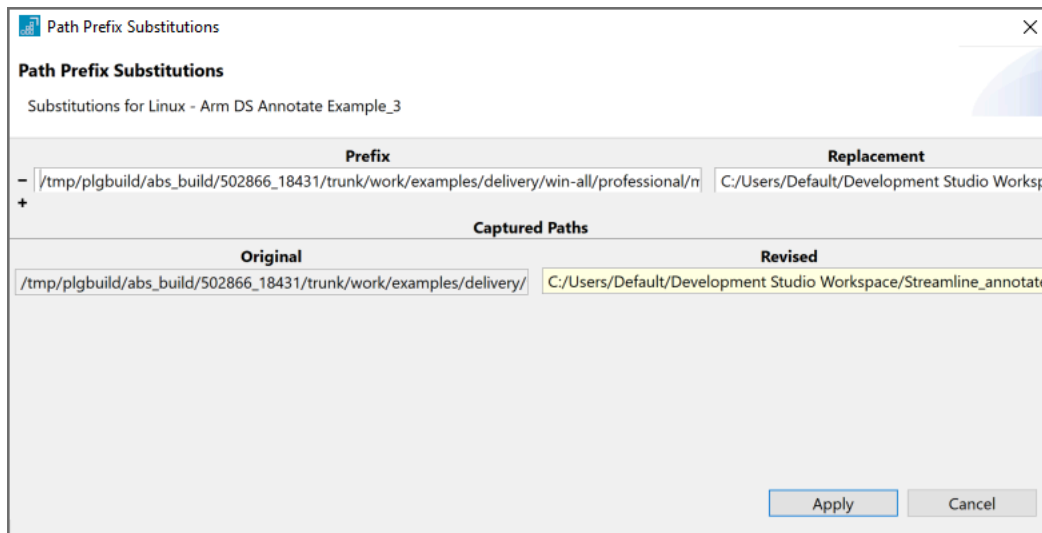 Path Prefix Substitutions
Path Prefix Substitutions
Substitutions for Linux - Arm DS Annotate Example_3
Prefix Replacement
− /tmp/plgbuild/abs_build/502866_18431/trunk/work/examples/delivery/win-all/professional/m C:/Users/Default/Development Studio Worksp
+
Captured Paths
Original Revised
/tmp/plgbuild/abs_build/502866_18431/trunk/work/examples/delivery/ C:/Users/Default/Development Studio Workspace/Streamline_annotate
Apply Cancel